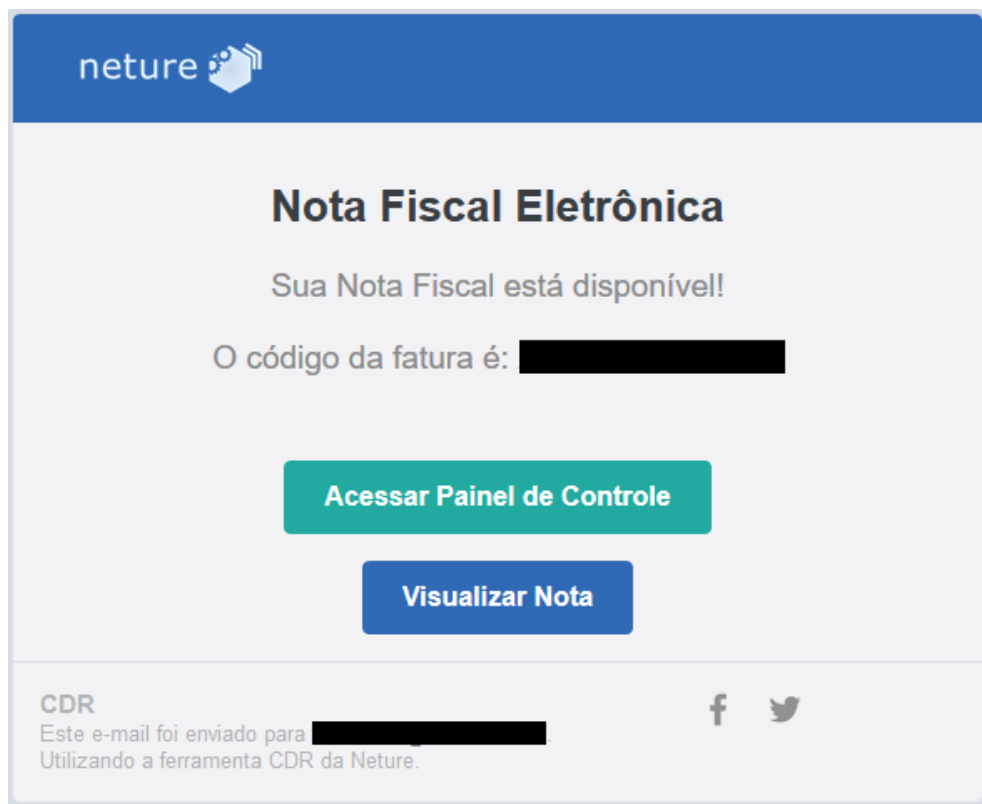 neture
Nota Fiscal Eletrônica
Sua Nota Fiscal está disponível!
O código da fatura é:
Acessar Painel de Controle
Visualizar Nota
CDR
Este e-mail foi enviado para .
Utilizando a ferramenta CDR da Neture.